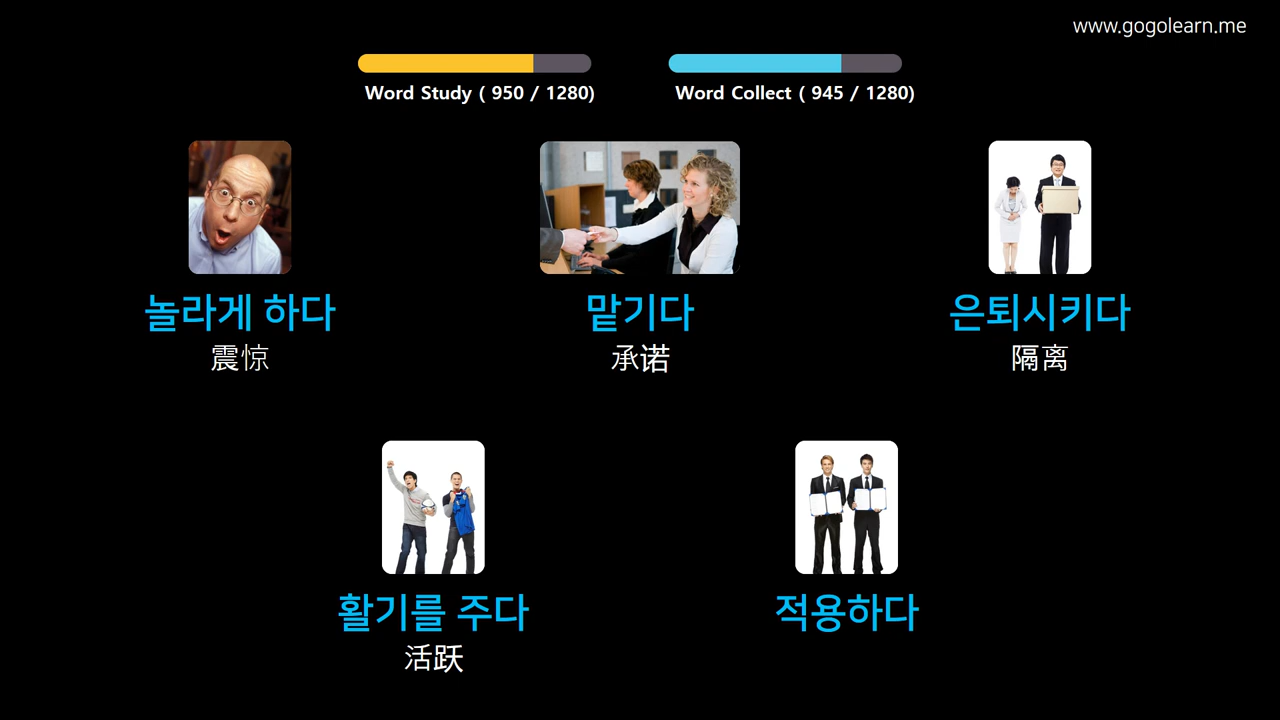 www.gogolearn.me
Word Study ( 950 / 1280)
Word Collect ( 945 / 1280)
놀라게 하다
震惊
맡기다
承诺
은퇴시키다
隔离
활기를 주다
活跃
적용하다